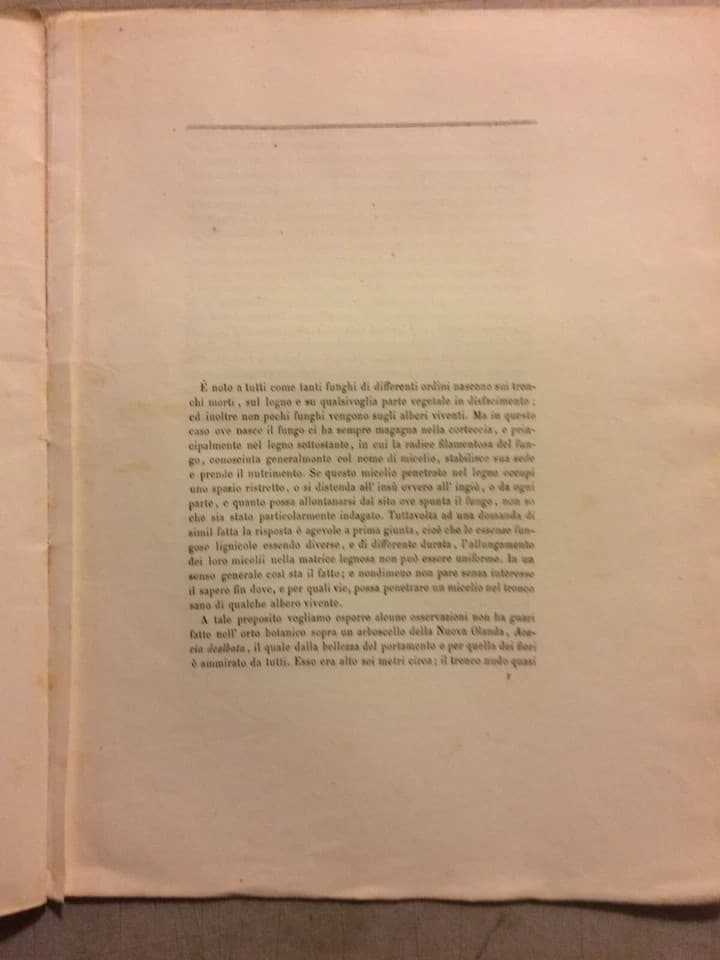 È noto a tutti come tanti funghi di differenti ordini nascono sui tron-
chi morti, sul legno e su qualsivoglia parte vegetale in disfacimento;
ed inoltre non pochi funghi vengono sugli alberi viventi. Ma in questo
caso ove nasce il fungo ci ha sempre magagna nella corteccia, e prin-
cipalmente nel legno sottostante, in cui la radice filamentosa del fun-
go, conosciuta generalmente col nome di micelio, stabilisce sua sede
e prende il nutrimento. Se questo micelio penetrato nel legno occupi
uno spazio ristretto, o si distenda all' insù ovvero all' ingiù, o da ogni
parte, e quanto possa allontanarsi dal sito ove spunta il fungo, non so
che sia stato particolarmente indagato. Tuttavolta ad una domanda di
simil fatta la risposta è agevole a prima giunta, cioè che le essenze fun-
gose lignicole essendo diverse, e di differente durata, l'allungamento
dei loro micelii nella matrice legnosa non può essere uniforme. In un
senso generale così sta il fatto; e nondimeno non pare senza interesse
il sapere fin dove, e per quali vie, possa penetrare un micelio nel tronco
sano di qualche albero vivente.
A tale proposito vogliamo esporre alcune osservazioni non ha guari
fatte nell' orto botanico sopra un arboscello della Nuova Olanda, Aca-
cia dealbata, il quale dalla bellezza del portamento e per quella dei fiori
è ammirato da tutti. Esso era alto sei metri circa; il tronco nudo quasi